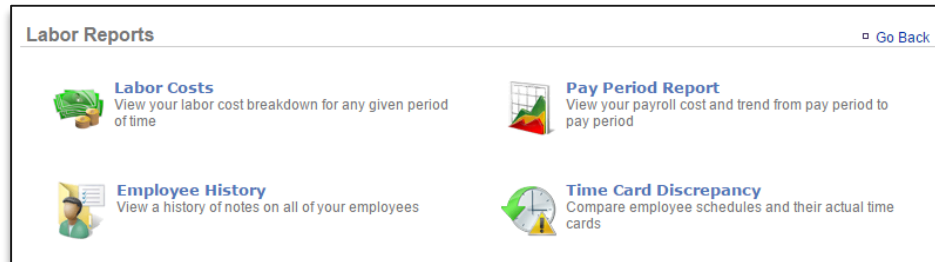 Labor Reports
Go Back
Labor Costs
View your labor cost breakdown for any given period
of time
Pay Period Report
View your payroll cost and trend from pay period to
pay period
Employee History
View a history of notes on all of your employees
Time Card Discrepancy
Compare employee schedules and their actual time
cards